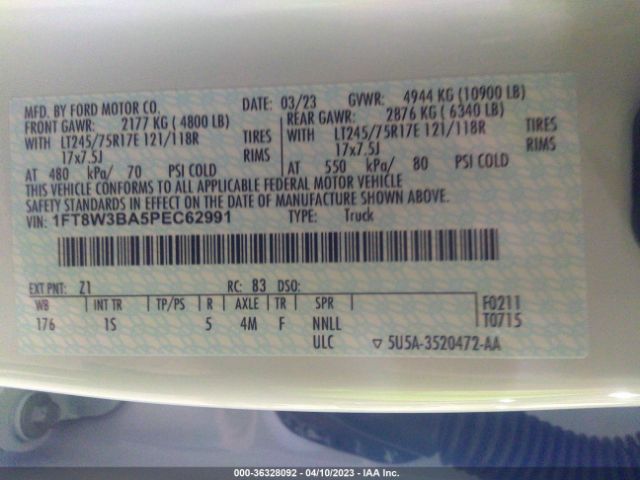 MFD. BY FORD MOTOR CO. DATE: 03/23 GVWR: 4944 KG (10900 LB)
FRONT GAWR: 2177 KG ( 4800 LB) REAR GAWR: 2876 KG ( 6340 LB)
WITH LT245/75R17E 121/118R TIRES WITH LT245/75R17E 121/118R TIRES
17x7.5J RIMS 17x7.5J RIMS
AT 480 kPa/ 70 PSI COLD AT 550 kPa/ 80 PSI COLD
THIS VEHICLE CONFORMS TO ALL APPLICABLE FEDERAL MOTOR VEHICLE
SAFETY STANDARDS IN EFFECT ON THE DATE OF MANUFACTURE SHOWN ABOVE.
VIN: 1FT8W3BA5PEC62991 TYPE: Truck
EXT PNT: Z1 RC: 83 DSO:
WB INT TR TP/PS R AXLE TR SPR F0211
176 1S 5 4M F NNLL T0715
ULC ▽ 5U5A-3520472-AA
000-36328092 - 04/10/2023 - IAA Inc.